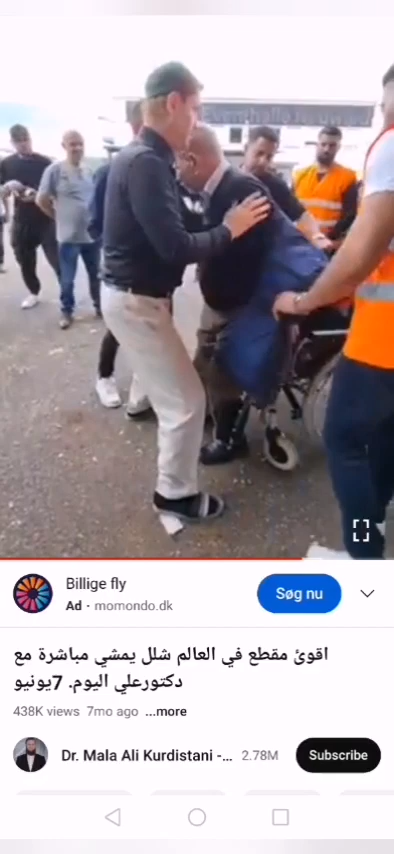 Billige fly
Ad · momondo.dk
Søg nu
اقوئ مقطع في العالم شلل يمشي مباشرة مع
دكتورعلي اليوم. 7يونيو
438K views 7mo ago ...more
Dr. Mala Ali Kurdistani -... 2.78M
Subscribe